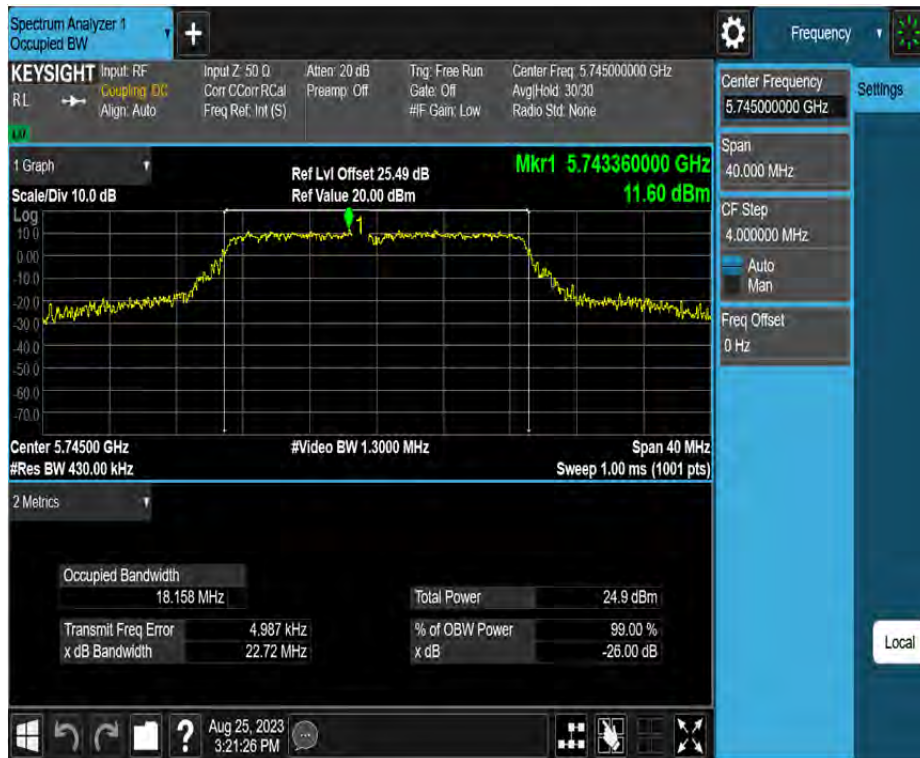 Spectrum Analyzer 1
Occupied BW
+
Frequency
KEYSIGHT
RL
Input: RF
Coupling: DC
Align: Auto
Input Z: 50 Ω
Corr CCorr RCal
Freq Ref: Int (S)
Atten: 20 dB
Preamp: Off
Trig: Free Run
Gate: Off
#IF Gain: Low
Center Freq: 5.745000000 GHz
Avg|Hold: 30/30
Radio Std: None
Center Frequency
5.745000000 GHz
Settings
Span
40.000 MHz
CF Step
4.000000 MHz
Auto
Man
Freq Offset
0 Hz
Local
1 Graph
Scale/Div 10.0 dB
Ref Lvl Offset 25.49 dB
Ref Value 20.00 dBm
Mkr1 5.743360000 GHz
11.60 dBm
Log
10.0
0.00
-10.0
-20.0
-30.0
-40.0
-50.0
-60.0
-70.0
1
Center 5.74500 GHz
#Video BW 1.3000 MHz
Span 40 MHz
#Res BW 430.00 kHz
Sweep 1.00 ms (1001 pts)
2 Metrics
Occupied Bandwidth
18.158 MHz
Total Power 24.9 dBm
Transmit Freq Error 4.987 kHz
% of OBW Power 99.00 %
x dB Bandwidth 22.72 MHz
x dB -26.00 dB
?
Aug 25, 2023
3:21:26 PM